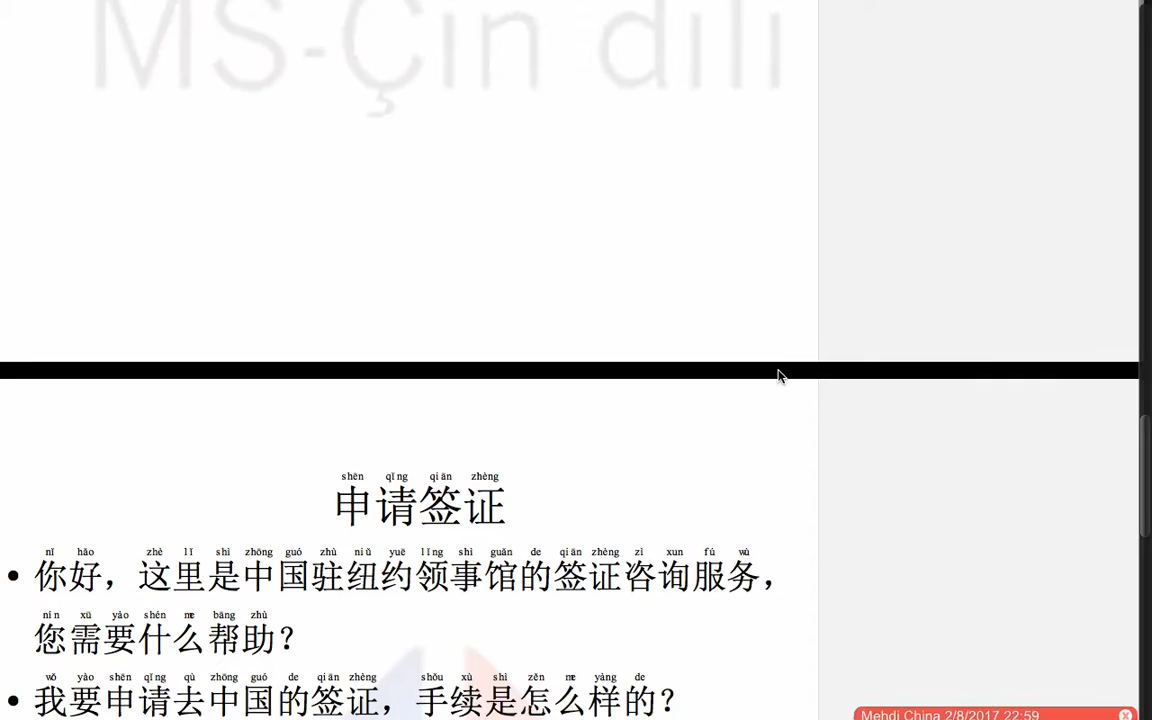 MS-Çin dili
shēn qǐng qiān zhèng
申请签证
nǐ hǎo zhè lǐ shì zhōng guó zhù niǔ yuē lǐng shì guǎn de qiān zhèng zī xun fú wù
• 你好，这里是中国驻纽约领事馆的签证咨询服务，
nín xū yào shén me bāng zhù
您需要什么帮助？
wǒ yào shēn qǐng qù zhōng guó de qiān zhèng shǒu xù shì zěn me yàng de
• 我要申请去中国的签证，手续是怎么样的？
Mehdi China 2/8/2017 22:59